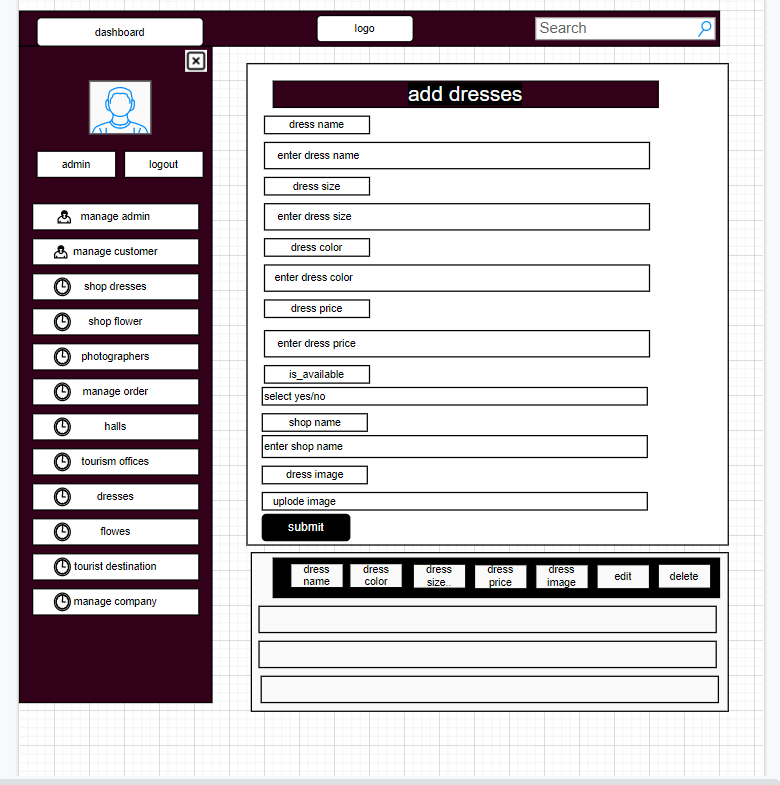 dashboard
logo
Search
admin
logout
manage admin
manage customer
shop dresses
shop flower
photographers
manage order
halls
tourism offices
dresses
flowes
tourist destination
manage company
add dresses
dress name
enter dress name
dress size
enter dress size
dress color
enter dress color
dress price
enter dress price
is_available
select yes/no
shop name
enter shop name
dress image
uplode image
submit
dress
name
dress
color
dress
size..
dress
price
dress
image
edit
delete